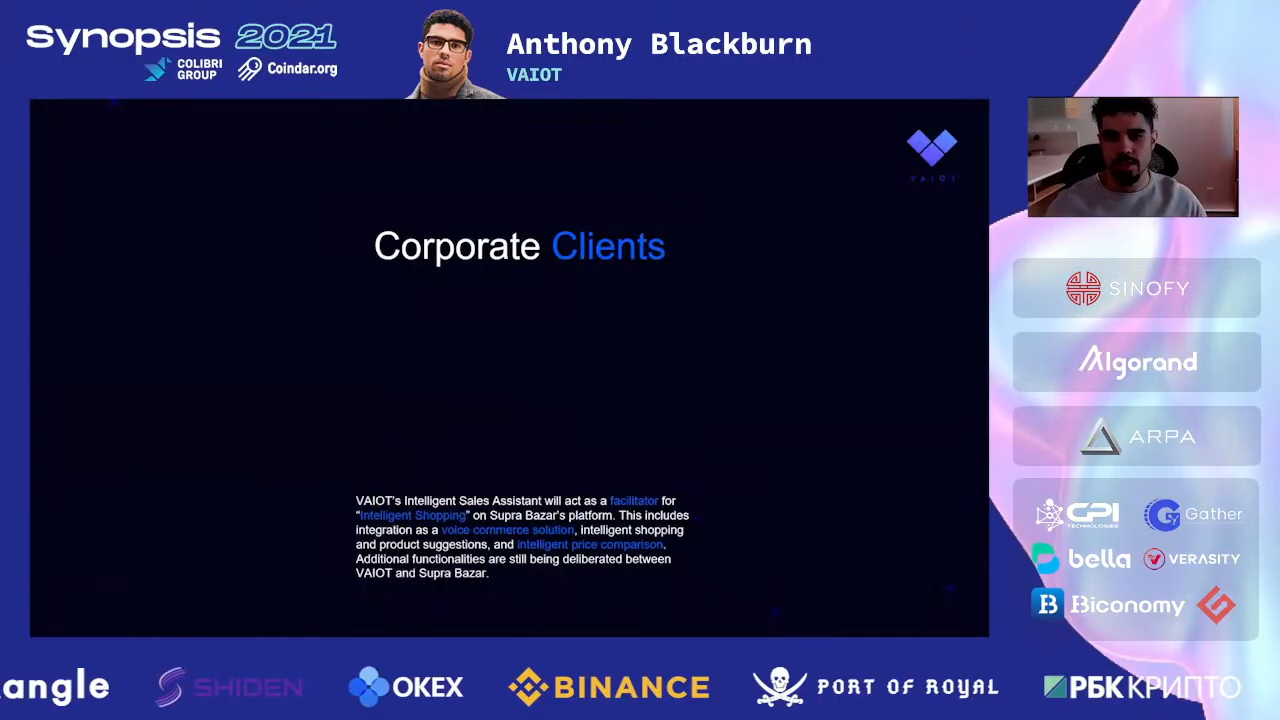 Synopsis 2021
COLIBRI
GROUP
Coindar.org
Anthony Blackburn
VAIOT
VAIOT
Corporate Clients
VAIOT's Intelligent Sales Assistant will act as a facilitator for
“Intelligent Shopping” on Supra Bazar's platform. This includes
integration as a voice commerce solution, intelligent shopping
and product suggestions, and intelligent price comparison.
Additional functionalities are still being deliberated between
VAIOT and Supra Bazar.
SINOFY
Algorand
ARPA
CPI
TECHNOLOGIES
Gather
bella
VERASITY
Biconomy
angle
SHIDEN
OKEX
BINANCE
PORT OF ROYAL
РБК КРИПТО